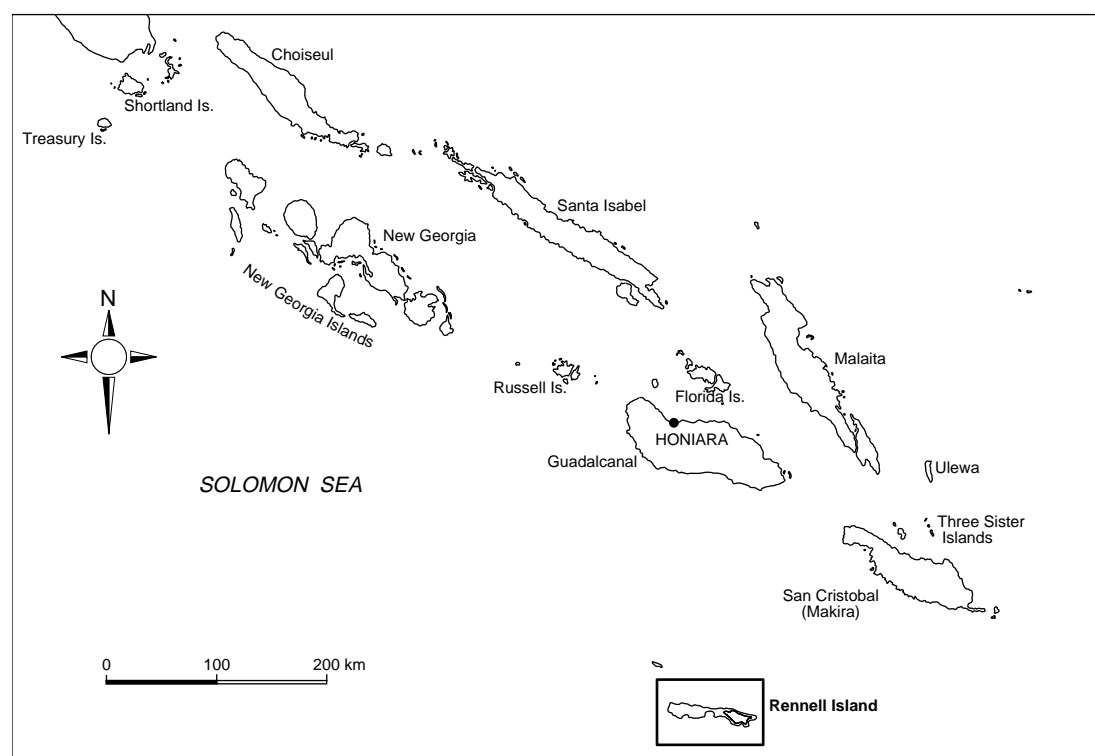 Choiseul
Shortland Is.
Treasury Is.
Santa Isabel
New Georgia
New Georgia Islands
N
Malaita
Russell Is.
Florida Is.
HONIARA
Guadalcanal
Ulewa
SOLOMON SEA
Three Sister
Islands
San Cristobal
(Makira)
0 100 200 km
Rennell Island